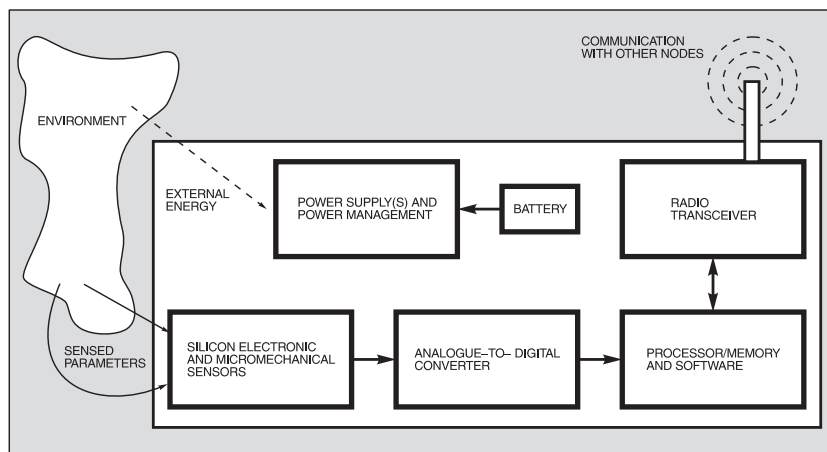 COMMUNICATION
WITH OTHER NODES
ENVIRONMENT
EXTERNAL
ENERGY
POWER SUPPLY(S) AND
POWER MANAGEMENT
BATTERY
RADIO
TRANSCEIVER
SENSED
PARAMETERS
SILICON ELECTRONIC
AND MICROMECHANICAL
SENSORS
ANALOGUE–TO– DIGITAL
CONVERTER
PROCESSOR/MEMORY
AND SOFTWARE